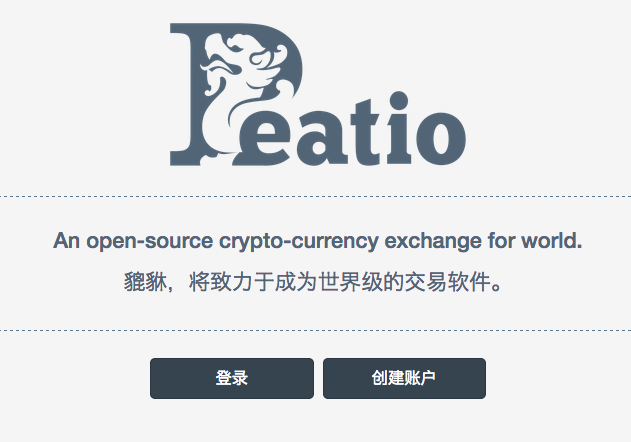 Peatio
An open-source crypto-currency exchange for world.
貔貅，将致力于成为世界级的交易软件。
登录
创建账户